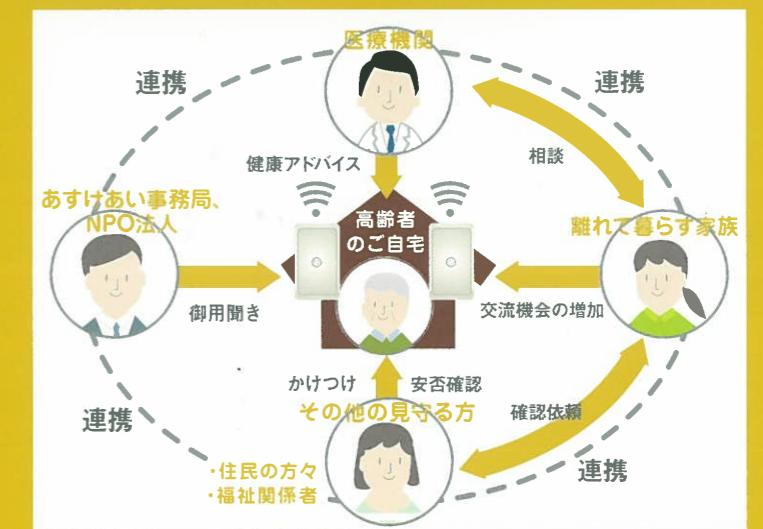 医療機関
連携
連携
健康アドバイス
相談
あすけあい事務局、
NPO法人
高齢者
のご自宅
離れて暮らす家族
御用聞き
交流機会の増加
かけつけ
安否確認
その他の見守る方
確認依頼
連携
連携
・住民の方々
・福祉関係者